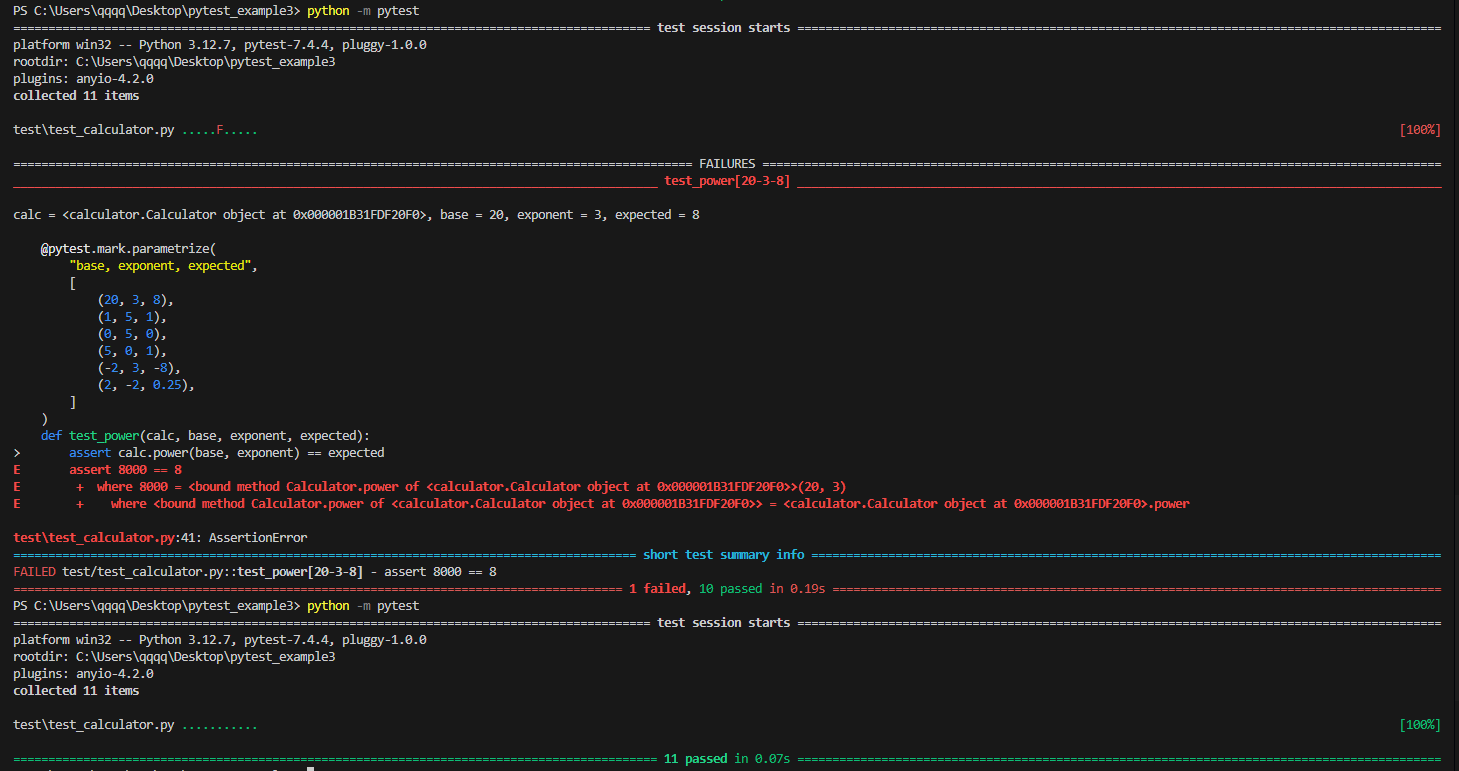 PS C:\Users\qqqq\Desktop\pytest_example3> python -m pytest
============================= test session starts =============================
platform win32 -- Python 3.12.7, pytest-7.4.4, pluggy-1.0.0
rootdir: C:\Users\qqqq\Desktop\pytest_example3
plugins: anyio-4.2.0
collected 11 items
test\test_calculator.py .....F..... [100%]
================================== FAILURES ===================================
____________________________ test_power[20-3-8] ____________________________
calc = <calculator.Calculator object at 0x000001B31FDF20F0>, base = 20, exponent = 3, expected = 8
    @pytest.mark.parametrize(
        "base, exponent, expected",
        [
            (20, 3, 8),
            (1, 5, 1),
            (0, 5, 0),
            (5, 0, 1),
            (-2, 3, -8),
            (2, -2, 0.25),
        ]
    )
    def test_power(calc, base, exponent, expected):
>       assert calc.power(base, exponent) == expected
E       assert 8000 == 8
E        +  where 8000 = <bound method Calculator.power of <calculator.Calculator object at 0x000001B31FDF20F0>>(20, 3)
E        +    where <bound method Calculator.power of <calculator.Calculator object at 0x000001B31FDF20F0>> = <calculator.Calculator object at 0x000001B31FDF20F0>.power
test\test_calculator.py:41: AssertionError
=========================== short test summary info ===========================
FAILED test/test_calculator.py::test_power[20-3-8] - assert 8000 == 8
======================== 1 failed, 10 passed in 0.19s =========================
PS C:\Users\qqqq\Desktop\pytest_example3> python -m pytest
============================= test session starts =============================
platform win32 -- Python 3.12.7, pytest-7.4.4, pluggy-1.0.0
rootdir: C:\Users\qqqq\Desktop\pytest_example3
plugins: anyio-4.2.0
collected 11 items
test\test_calculator.py ........... [100%]
============================= 11 passed in 0.07s ==============================